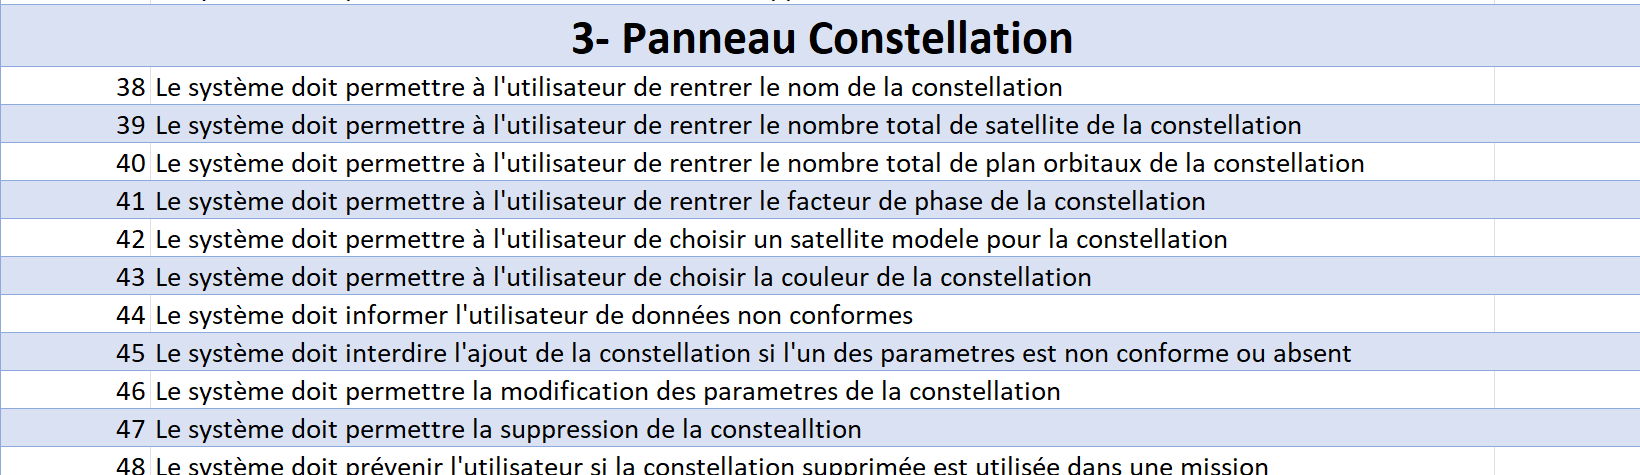 3- Panneau Constellation
38 Le système doit permettre à l'utilisateur de rentrer le nom de la constellation
39 Le système doit permettre à l'utilisateur de rentrer le nombre total de satellite de la constellation
40 Le système doit permettre à l'utilisateur de rentrer le nombre total de plan orbitaux de la constellation
41 Le système doit permettre à l'utilisateur de rentrer le facteur de phase de la constellation
42 Le système doit permettre à l'utilisateur de choisir un satellite modele pour la constellation
43 Le système doit permettre à l'utilisateur de choisir la couleur de la constellation
44 Le système doit informer l'utilisateur de données non conformes
45 Le système doit interdire l'ajout de la constellation si l'un des parametres est non conforme ou absent
46 Le système doit permettre la modification des parametres de la constellation
47 Le système doit permettre la suppression de la constealltion
48 Le système doit prévenir l'utilisateur si la constellation supprimée est utilisée dans une mission